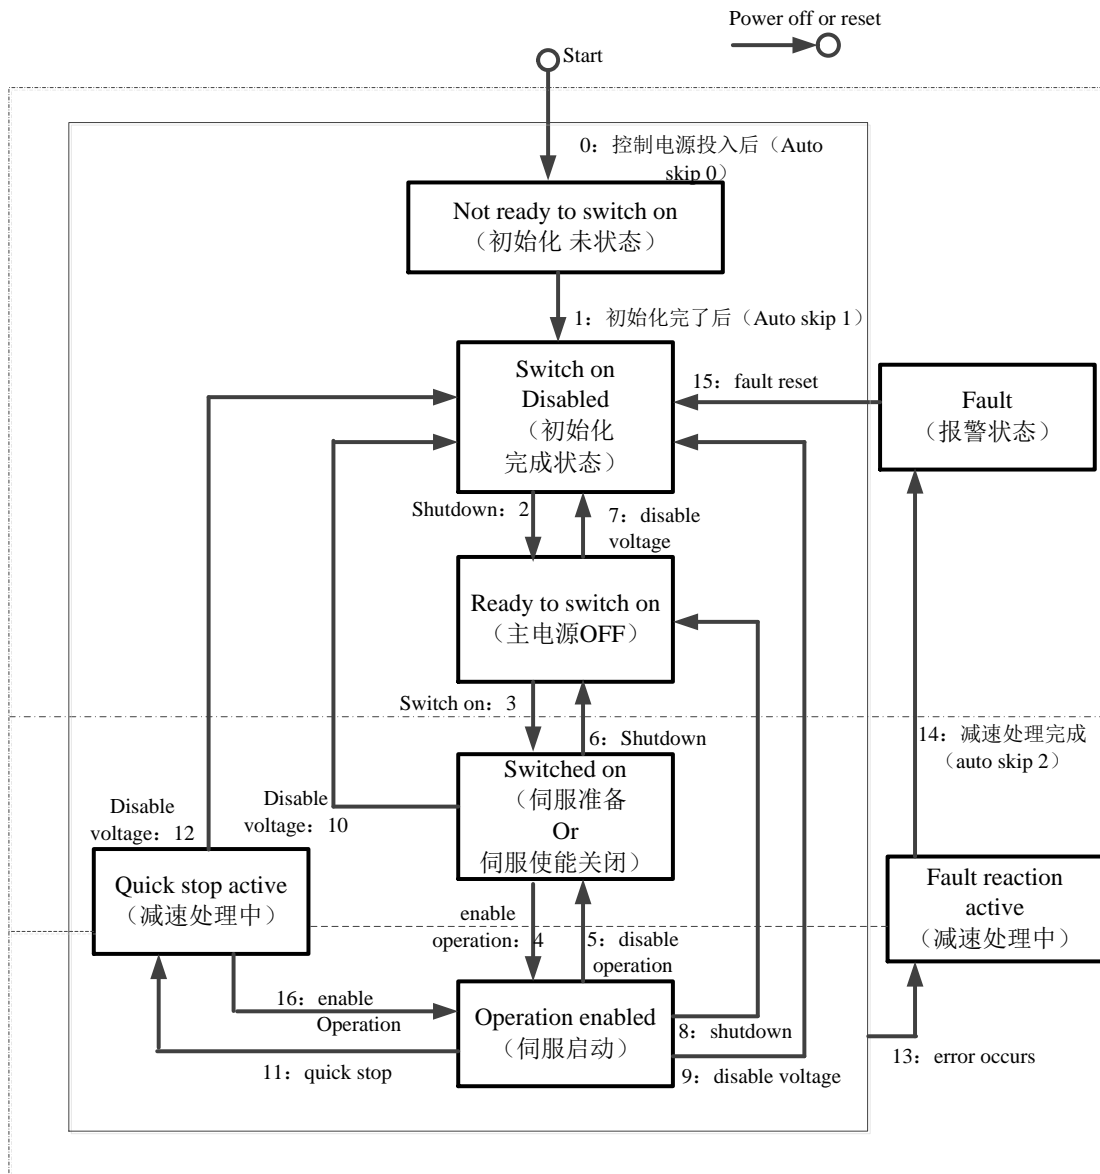 Power off or reset
Start
0：控制电源投入后（Auto
skip 0）
Not ready to switch on
（初始化 未状态）
1：初始化完了后（Auto skip 1）
Switch on
Disabled
（初始化
完成状态）
15：fault reset
Fault
（报警状态）
Shutdown：2
7：disable
voltage
Ready to switch on
（主电源OFF）
Switch on：3
6：Shutdown
14：减速处理完成
（auto skip 2）
Switched on
（伺服准备
Or
伺服使能关闭）
Disable
voltage：12
Disable
voltage：10
Quick stop active
（减速处理中）
Fault reaction
active
（减速处理中）
enable
operation：4
5：disable
operation
16：enable
Operation
Operation enabled
（伺服启动）
8：shutdown
13：error occurs
11：quick stop
9：disable voltage